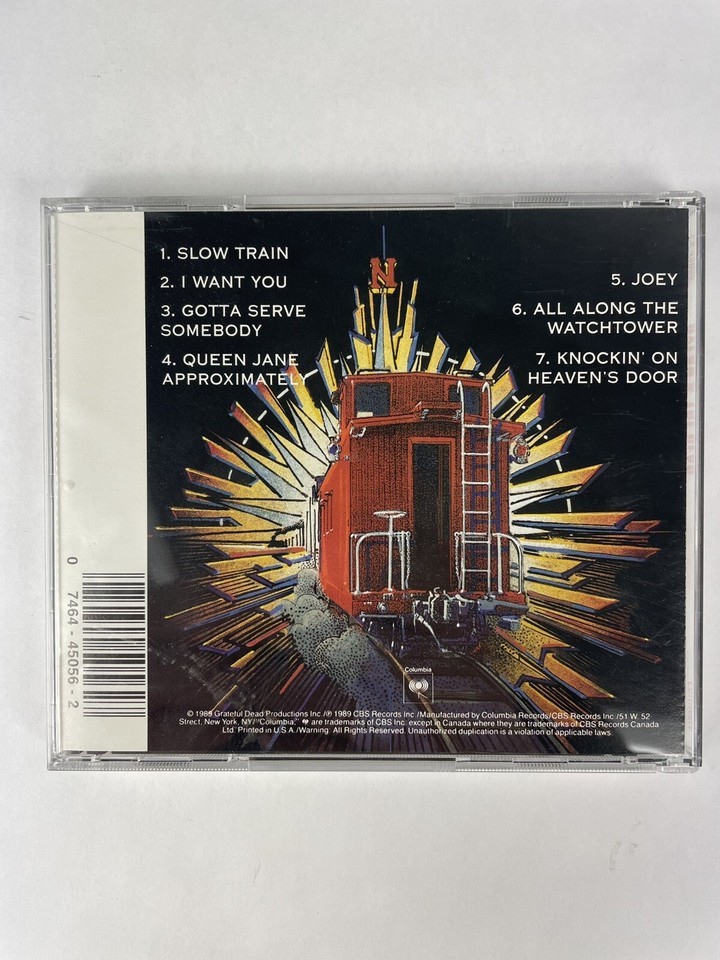 N
1. SLOW TRAIN
2. I WANT YOU
3. GOTTA SERVE
SOMEBODY
4. QUEEN JANE
APPROXIMATELY
5. JOEY
6. ALL ALONG THE
WATCHTOWER
7. KNOCKIN' ON
HEAVEN'S DOOR
0 7464-45056-2
Columbia
© 1989 Grateful Dead Productions Inc./℗ 1989 CBS Records Inc./Manufactured by Columbia Records/CBS Records Inc./51 W. 52
Street, New York, NY/"Columbia," are trademarks of CBS Inc. except in Canada where they are trademarks of CBS Records Canada
Ltd. Printed in U.S.A./Warning: All Rights Reserved. Unauthorized duplication is a violation of applicable laws.